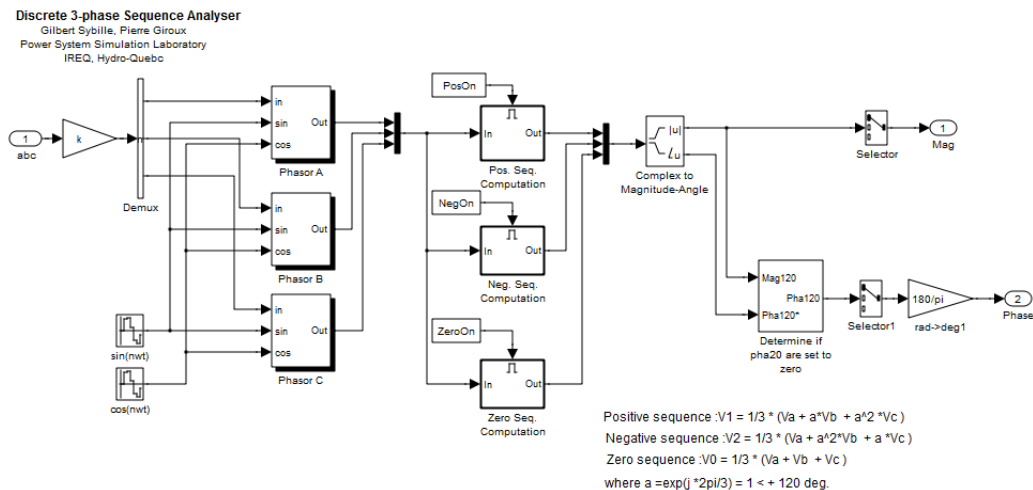 Discrete 3-phase Sequence Analyser
Gilbert Sybille, Pierre Giroux
Power System Simulation Laboratory
IREQ, Hydro-Quebc
1
abc
k
Demux
in
sin
cos
Out
Phasor A
in
sin
cos
Out
Phasor B
in
sin
cos
Out
Phasor C
sin(nwt)
cos(nwt)
PosOn
In
Out
Pos. Seq.
Computation
NegOn
In
Out
Neg. Seq.
Computation
ZeroOn
In
Out
Zero Seq.
Computation
|u|
∠u
Complex to
Magnitude-Angle
Selector
1
Mag
Mag120
Pha120
Pha120*
Determine if
pha20 are set to
zero
Selector1
180/pi
rad->deg1
2
Phase
Positive sequence :V1 = 1/3 * (Va + a*Vb + a^2 *Vc )
Negative sequence :V2 = 1/3 * (Va + a^2*Vb + a *Vc )
Zero sequence :V0 = 1/3 * (Va + Vb + Vc )
where a =exp(j *2pi/3) = 1 < + 120 deg.